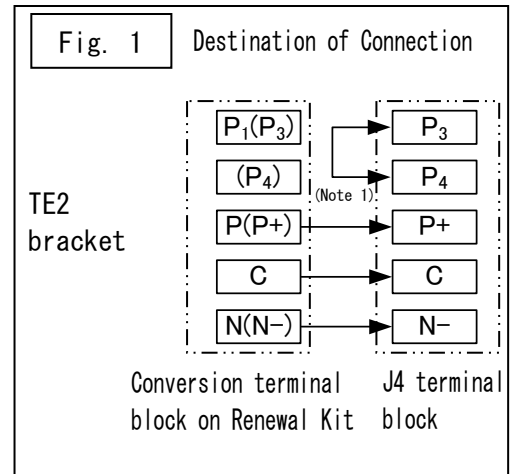 Fig. 1 Destination of Connection
P₁(P₃) P₃
(P₄) P₄
(Note 1)
TE2
bracket
P(P+) P+
C C
N(N−) N−
Conversion terminal
block on Renewal Kit
J4 terminal
block